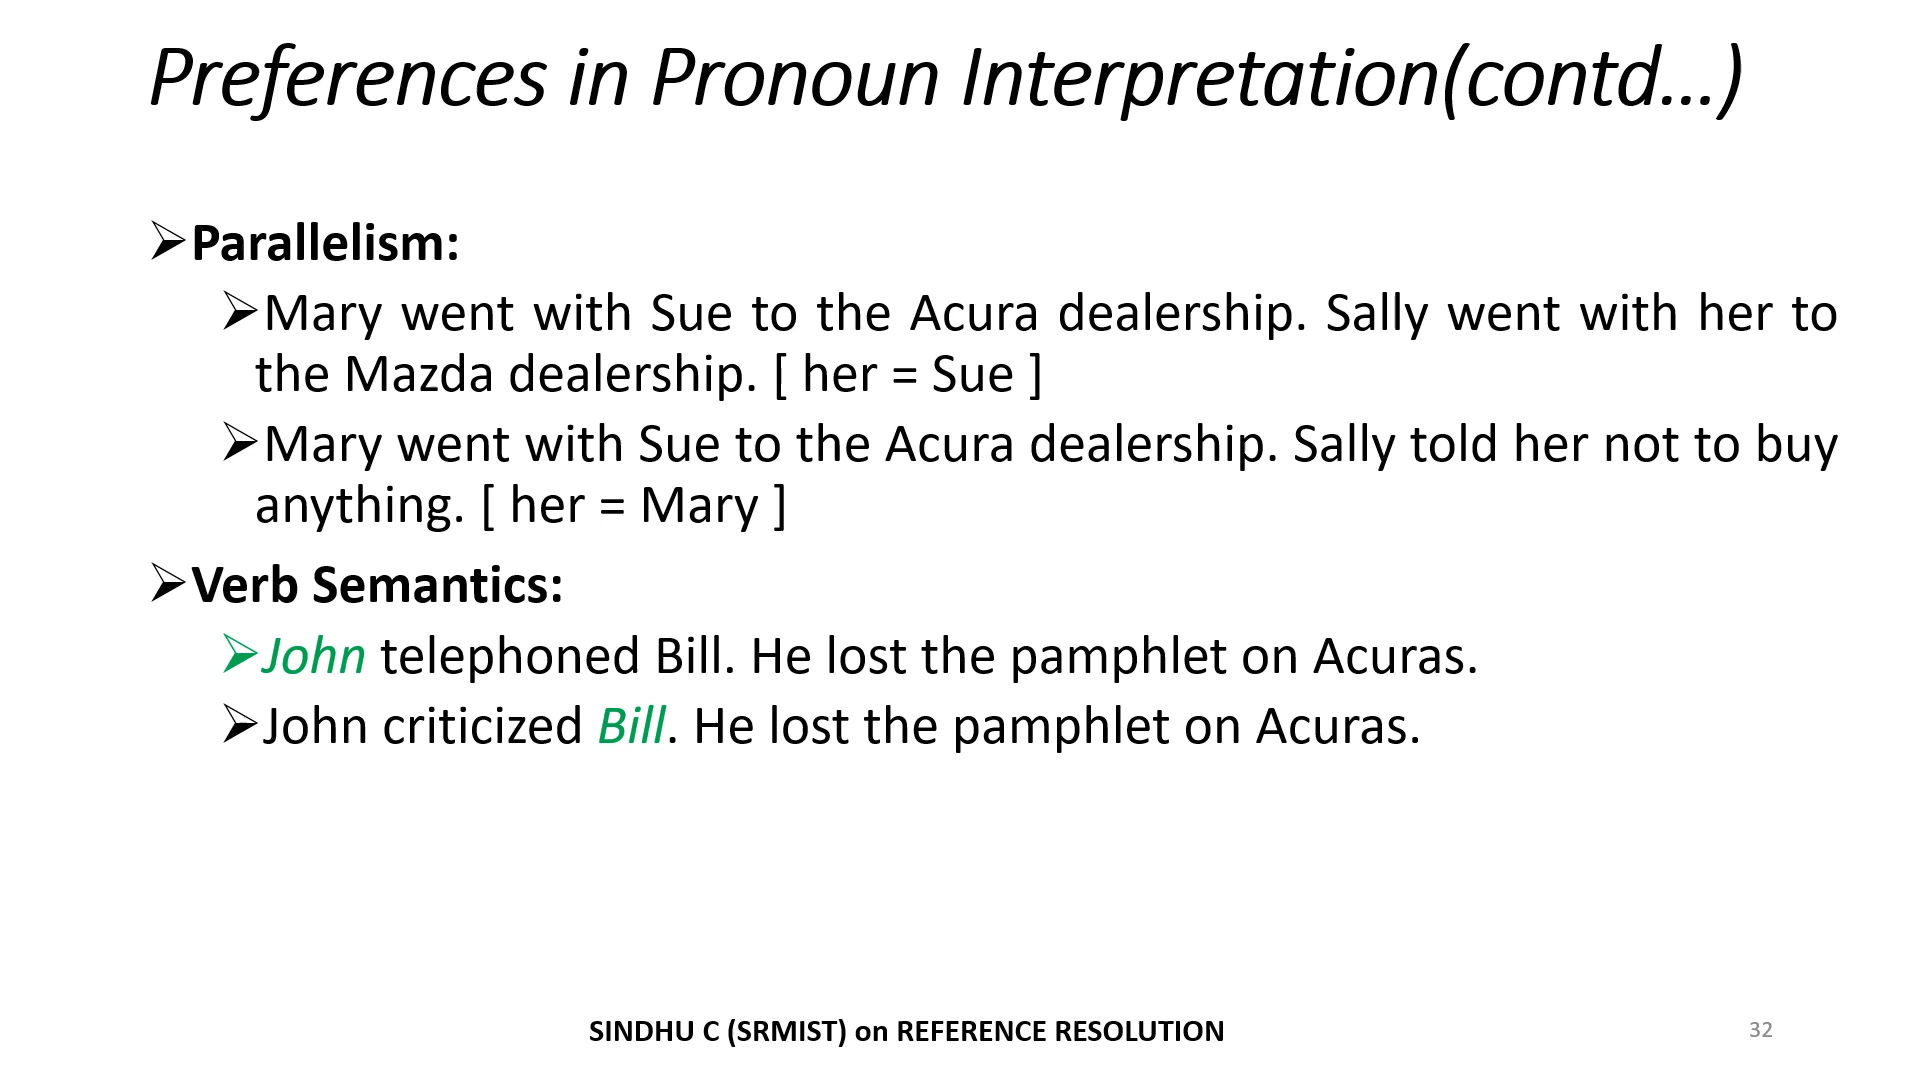 Preferences in Pronoun Interpretation(contd...)
➢Parallelism:
➢Mary went with Sue to the Acura dealership. Sally went with her to
the Mazda dealership. [ her = Sue ]
➢Mary went with Sue to the Acura dealership. Sally told her not to buy
anything. [ her = Mary ]
➢Verb Semantics:
➢John telephoned Bill. He lost the pamphlet on Acuras.
➢John criticized Bill. He lost the pamphlet on Acuras.
SINDHU C (SRMIST) on REFERENCE RESOLUTION
32